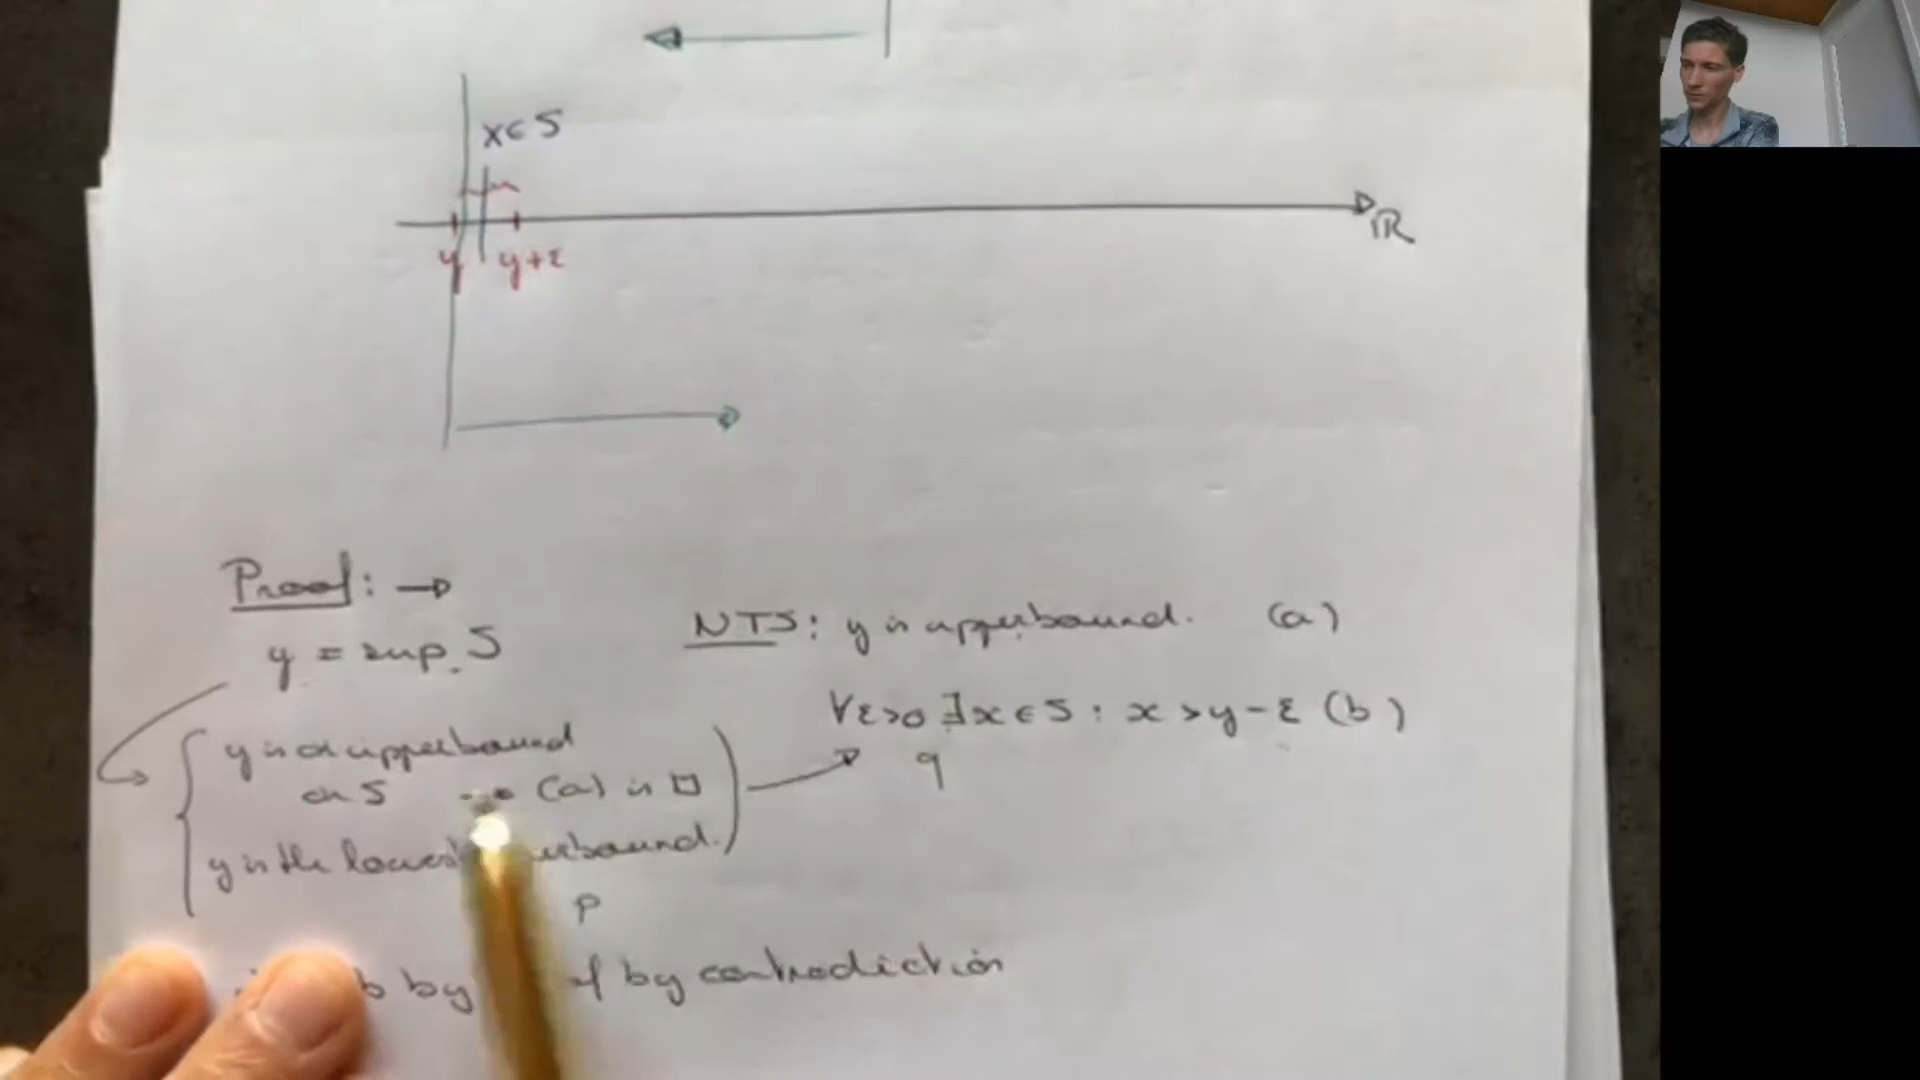 x ∈ S
ℝ
y y+ε
Proof: →
NTS: y is upperbound. (a)
y = sup S
∀ε>0 ∃x ∈ S : x > y-ε (b)
y is an upperbound
q
on S → (a) is □
y is the lowest
p
by contradiction